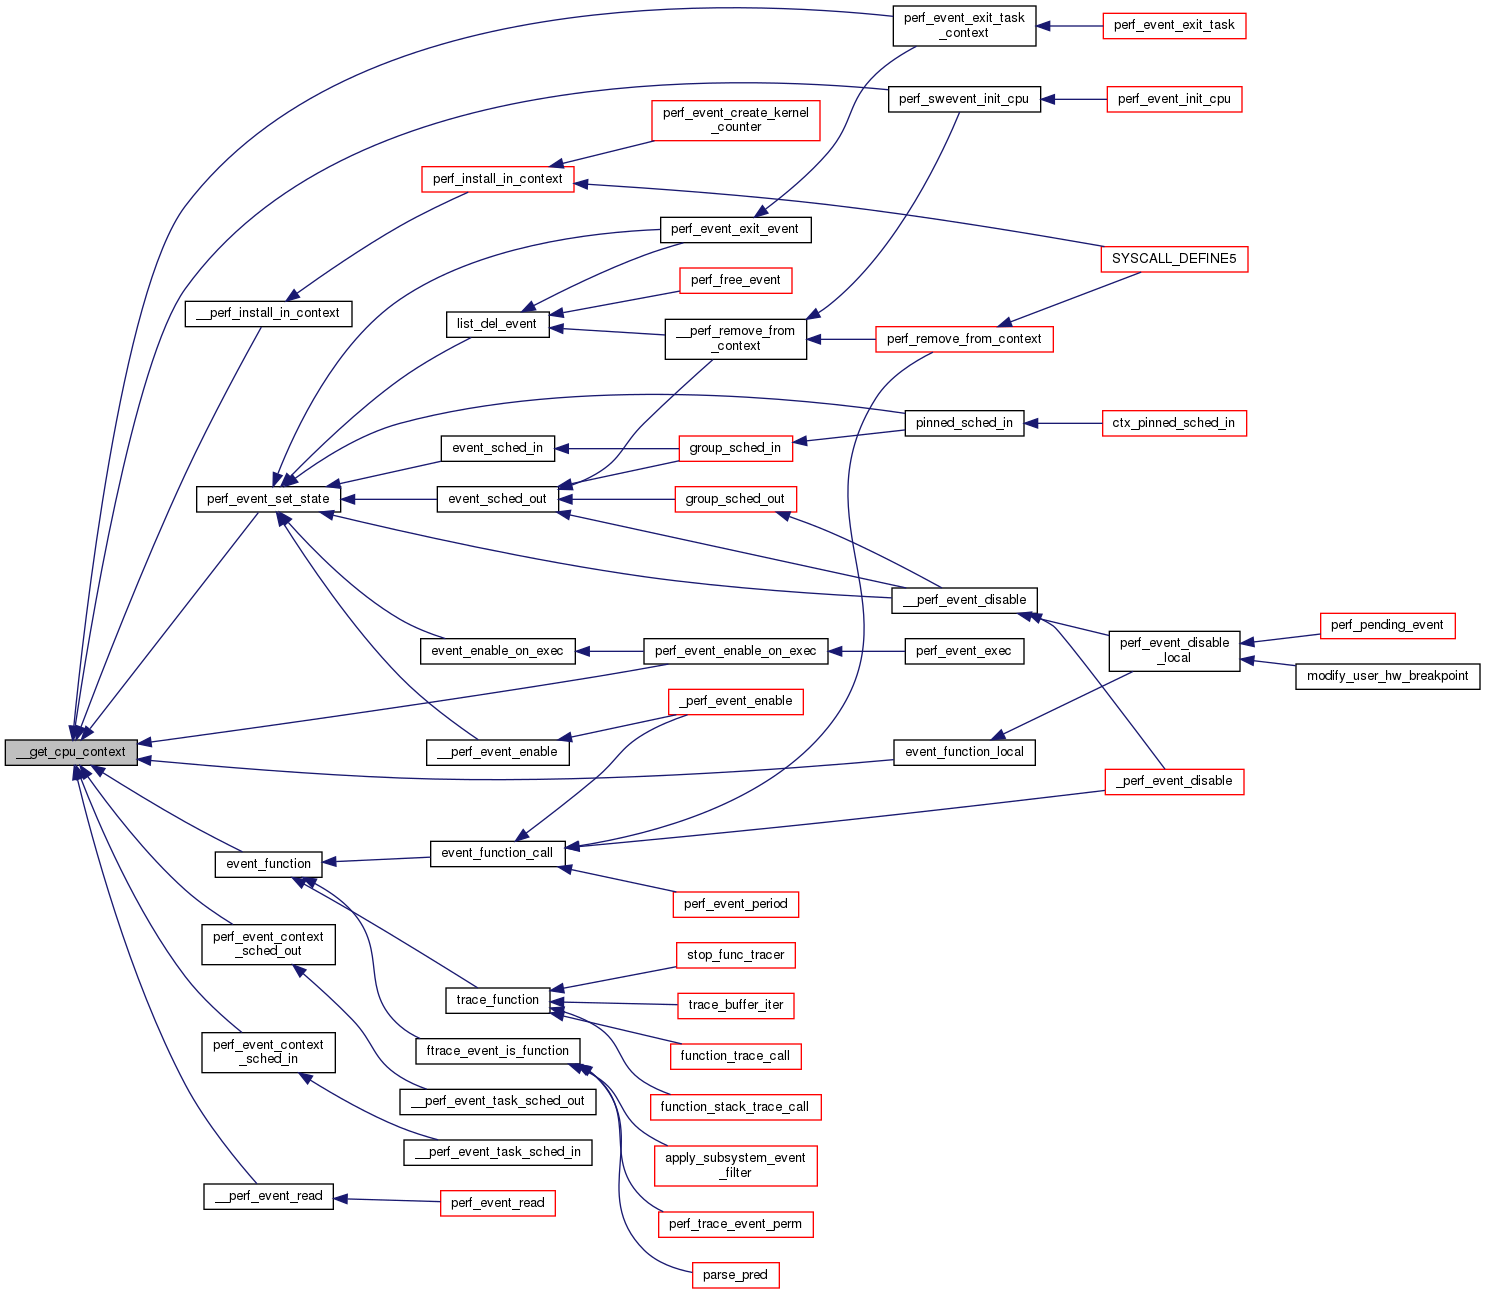 perf_event_exit_task
_context
perf_event_exit_task
perf_swevent_init_cpu
perf_event_init_cpu
perf_event_create_kernel
_counter
perf_install_in_context
perf_event_exit_event
SYSCALL_DEFINE5
perf_free_event
__perf_install_in_context
list_del_event
__perf_remove_from
_context
perf_remove_from_context
pinned_sched_in
ctx_pinned_sched_in
event_sched_in
group_sched_in
perf_event_set_state
event_sched_out
group_sched_out
__perf_event_disable
perf_event_disable
_local
perf_pending_event
modify_user_hw_breakpoint
event_enable_on_exec
perf_event_enable_on_exec
perf_event_exec
_perf_event_enable
__get_cpu_context
__perf_event_enable
event_function_local
_perf_event_disable
event_function
event_function_call
perf_event_period
perf_event_context
_sched_out
stop_func_tracer
trace_function
trace_buffer_iter
perf_event_context
_sched_in
ftrace_event_is_function
function_trace_call
__perf_event_task_sched_out
function_stack_trace_call
__perf_event_task_sched_in
apply_subsystem_event
_filter
__perf_event_read
perf_event_read
perf_trace_event_perm
parse_pred